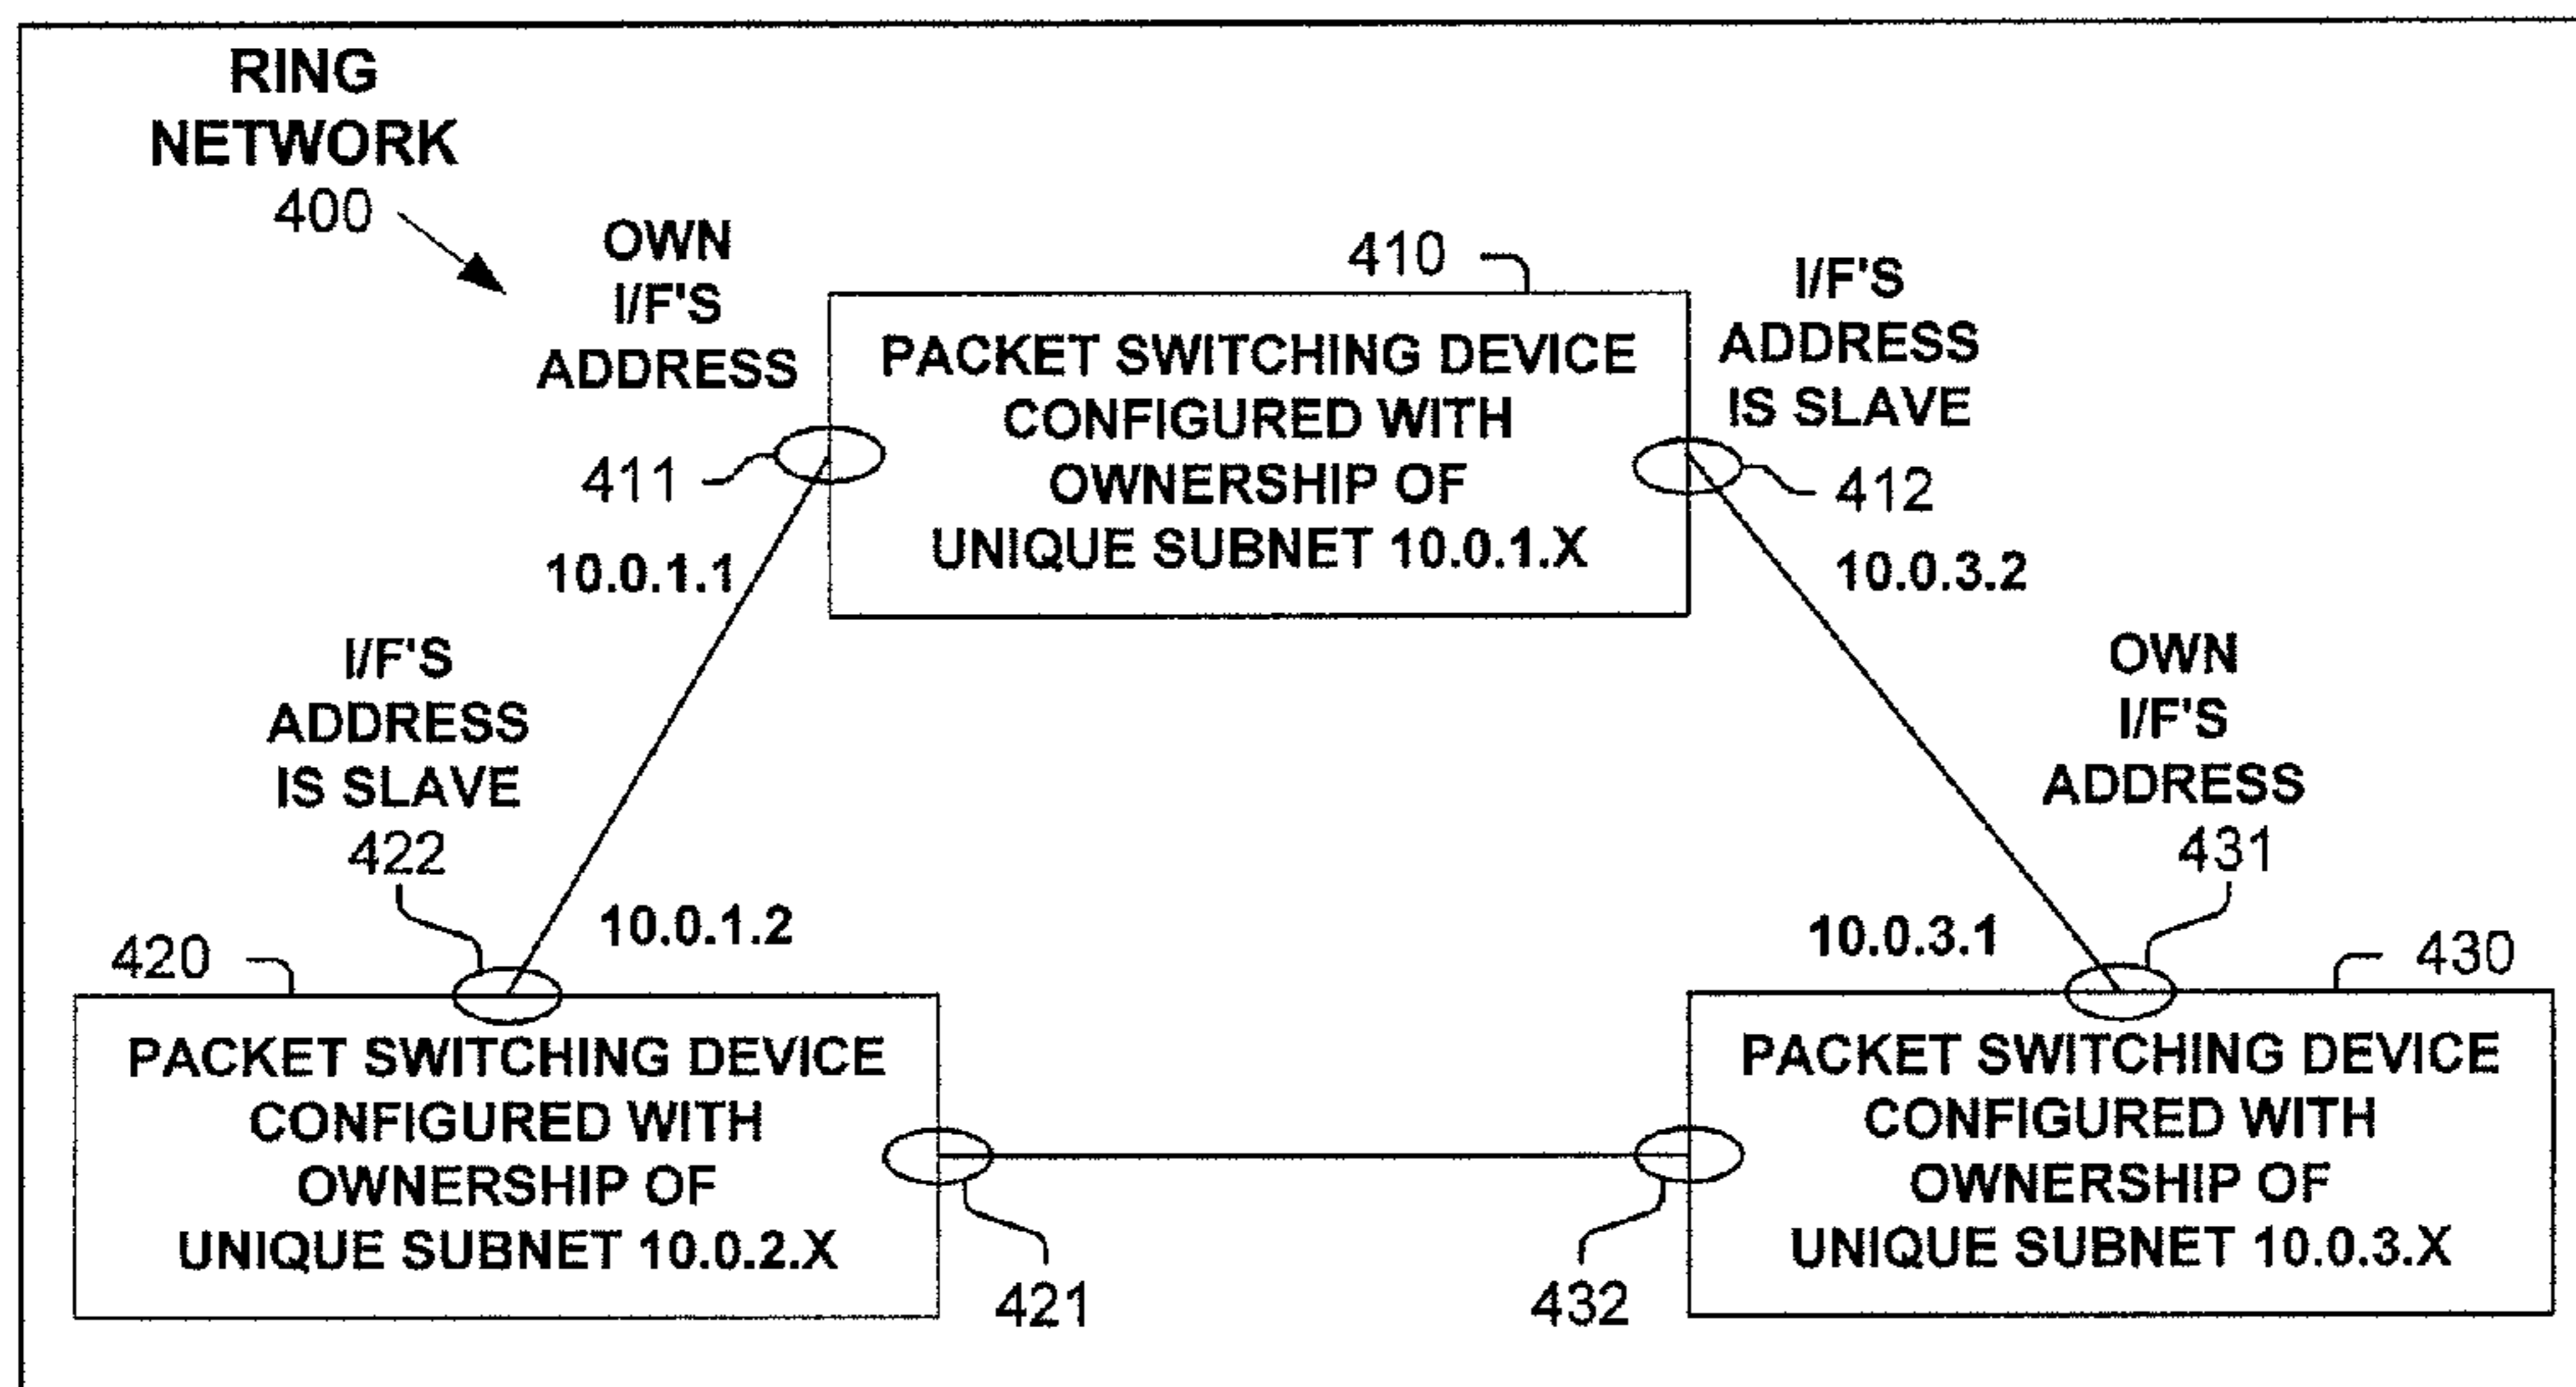 RING
NETWORK
400
OWN
I/F'S
ADDRESS
410
I/F'S
ADDRESS
IS SLAVE
PACKET SWITCHING DEVICE
CONFIGURED WITH
OWNERSHIP OF
UNIQUE SUBNET 10.0.1.X
411
412
10.0.1.1
10.0.3.2
I/F'S
ADDRESS
IS SLAVE
422
OWN
I/F'S
ADDRESS
431
10.0.1.2
10.0.3.1
420
430
PACKET SWITCHING DEVICE
CONFIGURED WITH
OWNERSHIP OF
UNIQUE SUBNET 10.0.2.X
421
432
PACKET SWITCHING DEVICE
CONFIGURED WITH
OWNERSHIP OF
UNIQUE SUBNET 10.0.3.X